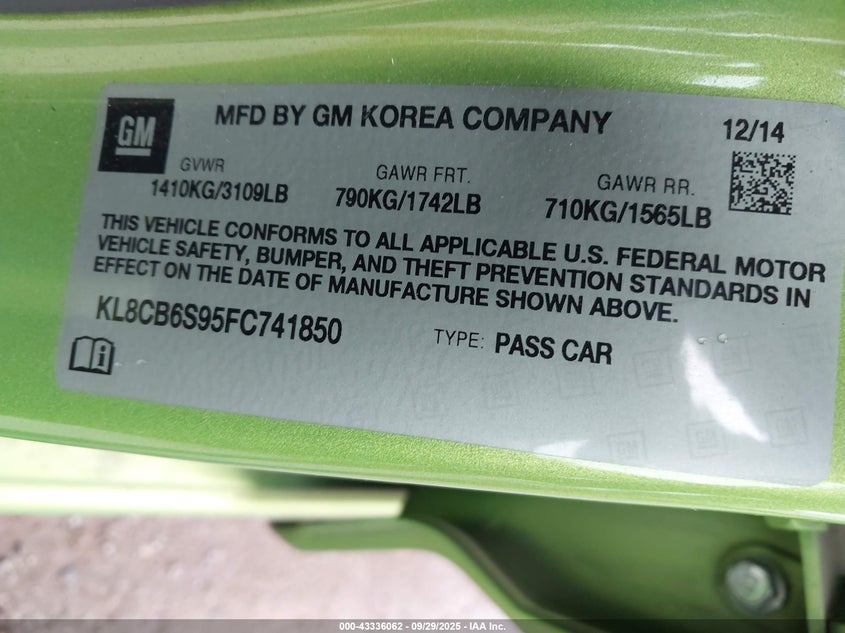 GM
MFD BY GM KOREA COMPANY
12/14
GVWR
1410KG/3109LB
GAWR FRT.
790KG/1742LB
GAWR RR.
710KG/1565LB
THIS VEHICLE CONFORMS TO ALL APPLICABLE U.S. FEDERAL MOTOR
VEHICLE SAFETY, BUMPER, AND THEFT PREVENTION STANDARDS IN
EFFECT ON THE DATE OF MANUFACTURE SHOWN ABOVE.
KL8CB6S95FC741850
TYPE: PASS CAR
000-43336062 - 09/29/2025 - IAA Inc.